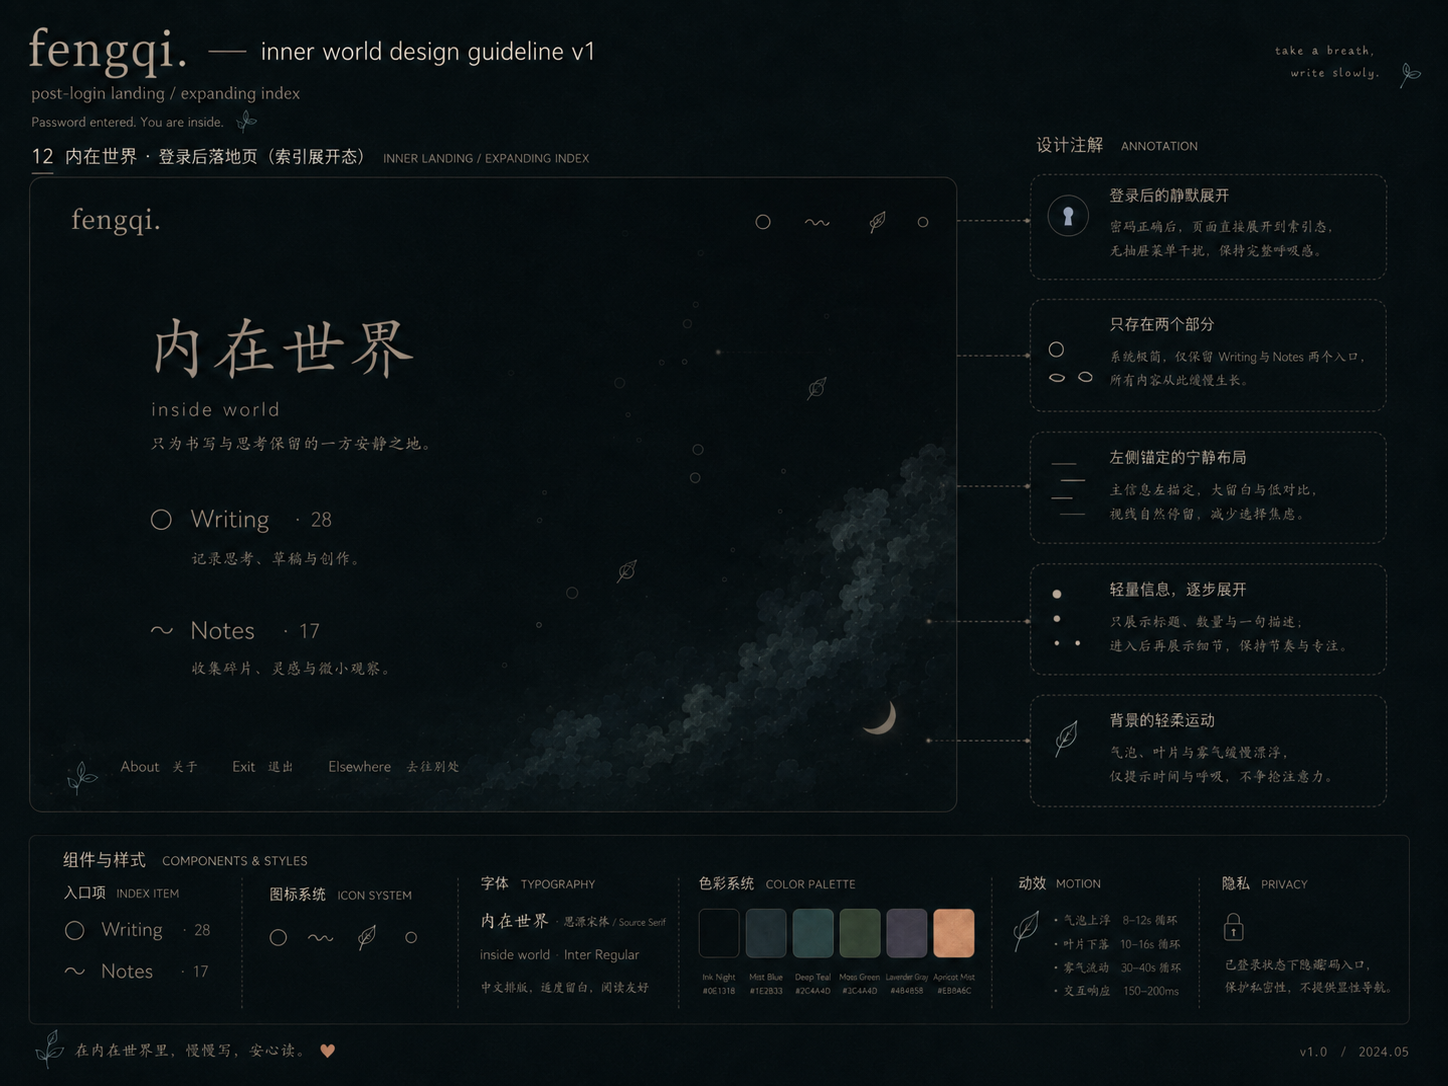 fengqi. — inner world design guideline v1
post-login landing / expanding index
Password entered. You are inside.
take a breath,
write slowly.
12 内在世界 · 登录后落地页（索引展开态） INNER LANDING / EXPANDING INDEX
fengqi.
内在世界
inside world
只为书写与思考保留的一方安静之地。
Writing · 28
记录思考、草稿与创作。
Notes · 17
收集碎片、灵感与微小观察。
About 关于 Exit 退出 Elsewhere 去往别处
设计注解 ANNOTATION
登录后的静默展开
密码正确后，页面直接展开到索引态，
无抽屉菜单干扰，保持完整呼吸感。
只存在两个部分
系统极简，仅保留 Writing 与 Notes 两个入口，
所有内容从此缓慢生长。
左侧锚定的宁静布局
主信息左描定，大留白与低对比，
视线自然停留，减少选择焦虑。
轻量信息，逐步展开
只展示标题、数量与一句描述；
进入后再展示细节，保持节奏与专注。
背景的轻柔运动
气泡、叶片与雾气缓慢漂浮，
仅提示时间与呼吸，不争抢注意力。
组件与样式 COMPONENTS & STYLES
入口项 INDEX ITEM
Writing · 28
Notes · 17
图标系统 ICON SYSTEM
字体 TYPOGRAPHY
内在世界 · 思源宋体 / Source Serif
inside world · Inter Regular
中文排版，适度留白，阅读友好
色彩系统 COLOR PALETTE
Ink Night Mist Blue Deep Teal Moss Green Lavender Gray Apricot Mist
#0E1318 #1E2B33 #2C4A4D #3C4A4D #4B4858 #EB8A6C
动效 MOTION
• 气泡上浮 8–12s 循环
• 叶片下落 10–16s 循环
• 雾气流动 30–40s 循环
• 交互响应 150–200ms
隐私 PRIVACY
已登录状态下隐藏码入口，
保护私密性，不提供显性导航。
在内在世界里，慢慢写，安心读。
v1.0 / 2024.05